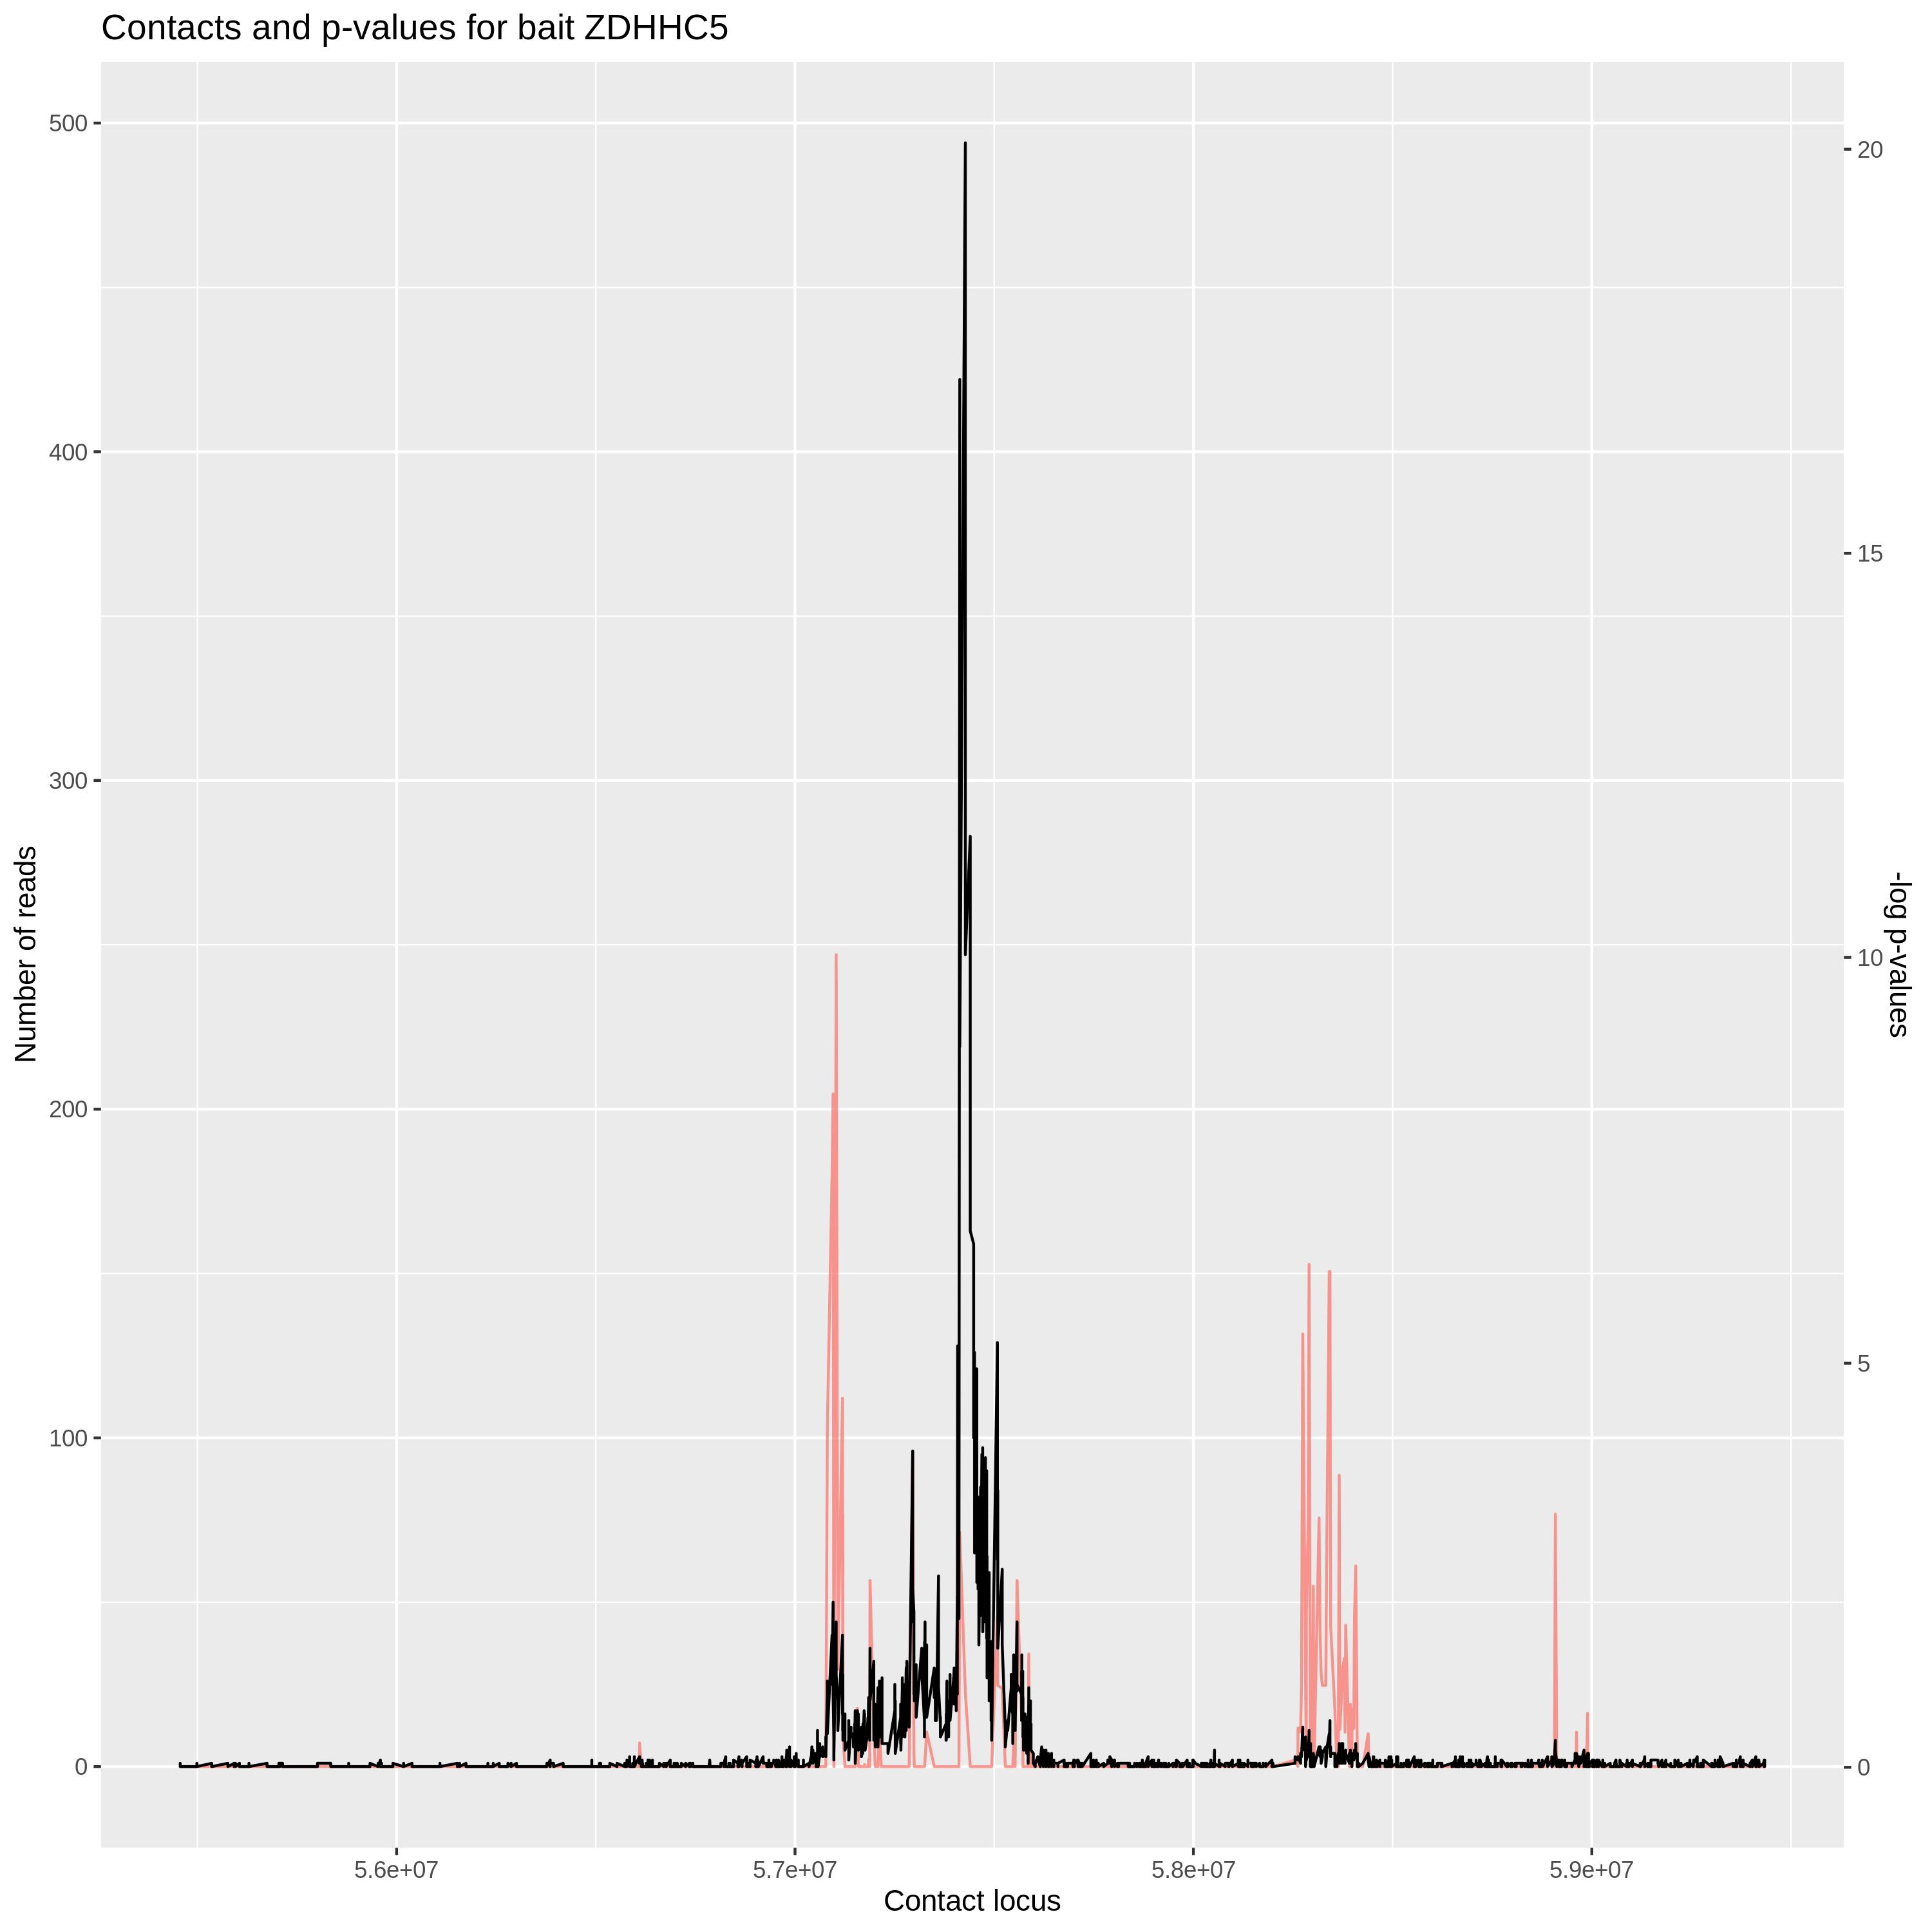 Contacts and p-values for bait ZDHHC5
500
400
300
200
100
0
Number of reads
20
15
10
5
0
-log p-values
5.6e+07
5.7e+07
5.8e+07
5.9e+07
Contact locus